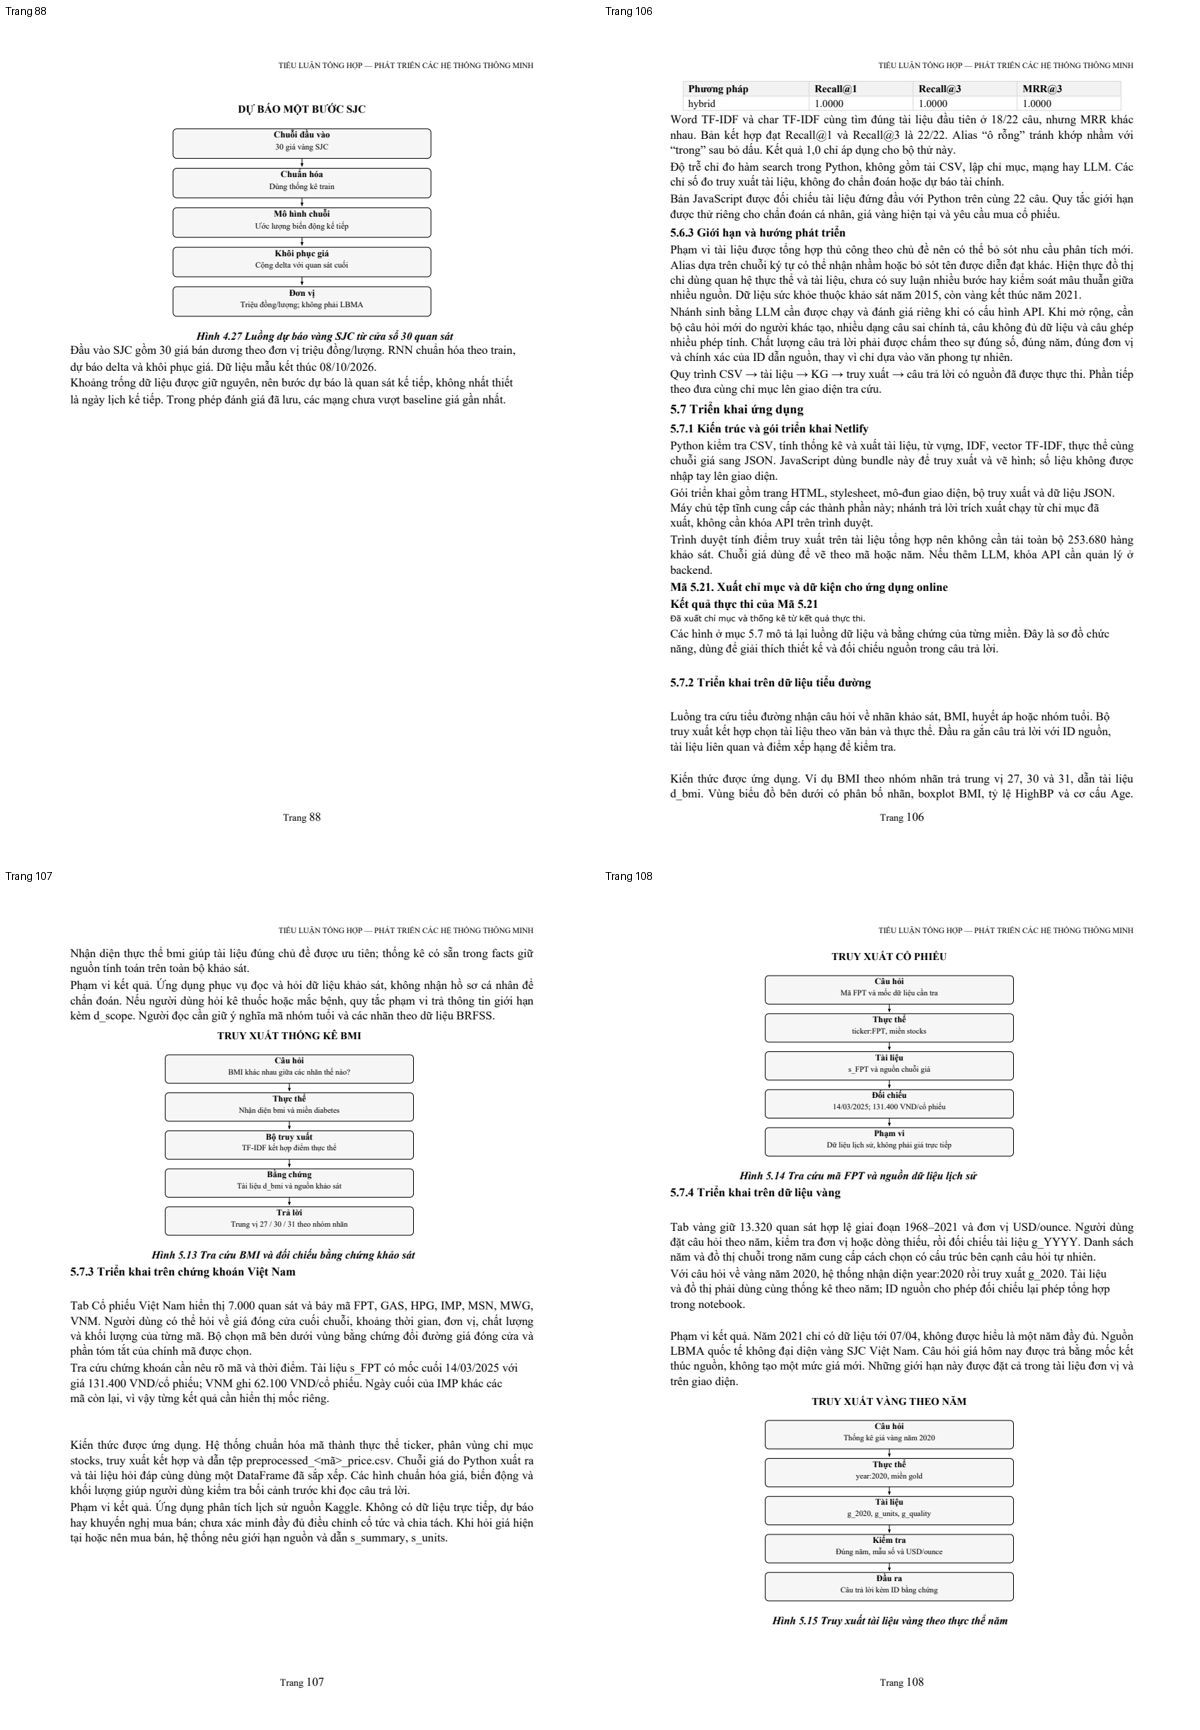 Trang 88
TIỂU LUẬN TỔNG HỢP — PHÁT TRIỂN CÁC HỆ THỐNG THÔNG MINH
DỰ BÁO MỘT BƯỚC SJC
Chuỗi đầu vào
30 giá vàng SJC
Chuẩn hóa
Dùng thống kê train
Mô hình chuỗi
Ước lượng biến động kế tiếp
Khôi phục giá
Cộng delta với quan sát cuối
Đơn vị
Triệu đồng/lượng; không phải LBMA
Hình 4.27 Luồng dự báo vàng SJC từ cửa sổ 30 quan sát
Đầu vào SJC gồm 30 giá bán dương theo đơn vị triệu đồng/lượng. RNN chuẩn hóa theo train,
dự báo delta và khôi phục giá. Dữ liệu mẫu kết thúc 08/10/2026.
Khoảng trống dữ liệu được giữ nguyên, nên bước dự báo là quan sát kế tiếp, không nhất thiết
là ngày lịch kế tiếp. Trong phép đánh giá đã lưu, các mạng chưa vượt baseline giá gần nhất.
Trang 88
Trang 106
TIỂU LUẬN TỔNG HỢP — PHÁT TRIỂN CÁC HỆ THỐNG THÔNG MINH
Phương pháp Recall@1 Recall@3 MRR@3
hybrid 1.0000 1.0000 1.0000
Word TF-IDF và char TF-IDF cùng tìm đúng tài liệu đầu tiên ở 18/22 câu, nhưng MRR khác
nhau. Bản kết hợp đạt Recall@1 và Recall@3 là 22/22. Alias “ô rỗng” tránh khớp nhầm với
“trong” sau bỏ dấu. Kết quả 1,0 chỉ áp dụng cho bộ thử này.
Độ trễ chỉ đo hàm search trong Python, không gồm tải CSV, lập chỉ mục, mạng hay LLM. Các
chỉ số đo truy xuất tài liệu, không đo chẩn đoán hoặc dự báo tài chính.
Bản JavaScript được đối chiếu tài liệu đứng đầu với Python trên cùng 22 câu. Quy tắc giới hạn
được thử riêng cho chẩn đoán cá nhân, giá vàng hiện tại và yêu cầu mua cổ phiếu.
5.6.3 Giới hạn và hướng phát triển
Phạm vi tài liệu được tổng hợp thủ công theo chủ đề nên có thể bỏ sót nhu cầu phân tích mới.
Alias dựa trên chuỗi ký tự có thể nhận nhầm hoặc bỏ sót tên được diễn đạt khác. Hiện thực đồ thị
chỉ dùng quan hệ thực thể và tài liệu, chưa có suy luận nhiều bước hay kiểm soát mâu thuẫn giữa
nhiều nguồn. Dữ liệu sức khỏe thuộc khảo sát năm 2015, còn vàng kết thúc năm 2021.
Nhánh sinh bằng LLM cần được chạy và đánh giá riêng khi có cấu hình API. Khi mở rộng, cần
bộ câu hỏi mới do người khác tạo, nhiều dạng câu sai chính tả, câu không đủ dữ liệu và câu ghép
nhiều phép tính. Chất lượng câu trả lời phải được chấm theo sự đúng số, đúng năm, đúng đơn vị
và chính xác của ID dẫn nguồn, thay vì chỉ dựa vào văn phong tự nhiên.
Quy trình CSV → tài liệu → KG → truy xuất → câu trả lời có nguồn đã được thực thi. Phần tiếp
theo đưa cùng chỉ mục lên giao diện tra cứu.
5.7 Triển khai ứng dụng
5.7.1 Kiến trúc và gói triển khai Netlify
Python kiểm tra CSV, tính thống kê và xuất tài liệu, từ vựng, IDF, vector TF-IDF, thực thể cùng
chuỗi giá sang JSON. JavaScript dùng bundle này để truy xuất và vẽ hình; số liệu không được
nhập tay lên giao diện.
Gói triển khai gồm trang HTML, stylesheet, mô-đun giao diện, bộ truy xuất và dữ liệu JSON.
Máy chủ tệp tĩnh cung cấp các thành phần này; nhánh trả lời trích xuất chạy từ chỉ mục đã
xuất, không cần khóa API trên trình duyệt.
Trình duyệt tính điểm truy xuất trên tài liệu tổng hợp nên không cần tải toàn bộ 253.680 hàng
khảo sát. Chuỗi giá dùng để vẽ theo mã hoặc năm. Nếu thêm LLM, khóa API cần quản lý ở
backend.
Mã 5.21. Xuất chỉ mục và dữ kiện cho ứng dụng online
Kết quả thực thi của Mã 5.21
Đã xuất chỉ mục và thống kê từ kết quả thực thi.
Các hình ở mục 5.7 mô tả lại luồng dữ liệu và bằng chứng của từng miền. Đây là sơ đồ chức
năng, dùng để giải thích thiết kế và đối chiếu nguồn trong câu trả lời.
5.7.2 Triển khai trên dữ liệu tiểu đường
Luồng tra cứu tiểu đường nhận câu hỏi về nhãn khảo sát, BMI, huyết áp hoặc nhóm tuổi. Bộ
truy xuất kết hợp chọn tài liệu theo văn bản và thực thể. Đầu ra gắn câu trả lời với ID nguồn,
tài liệu liên quan và điểm xếp hạng để kiểm tra.
Kiến thức được ứng dụng. Ví dụ BMI theo nhóm nhãn trả trung vị 27, 30 và 31, dẫn tài liệu
d_bmi. Vùng biểu đồ bên dưới có phân bố nhãn, boxplot BMI, tỷ lệ HighBP và cơ cấu Age.
Trang 106
Trang 107
TIỂU LUẬN TỔNG HỢP — PHÁT TRIỂN CÁC HỆ THỐNG THÔNG MINH
Nhận diện thực thể bmi giúp tài liệu đúng chủ đề được ưu tiên; thống kê có sẵn trong facts giữ
nguồn tính toán trên toàn bộ khảo sát.
Phạm vi kết quả. Ứng dụng phục vụ đọc và hỏi dữ liệu khảo sát, không nhận hồ sơ cá nhân để
chẩn đoán. Nếu người dùng hỏi kê thuốc hoặc mắc bệnh, quy tắc phạm vi trả thông tin giới hạn
kèm d_scope. Người đọc cần giữ ý nghĩa mã nhóm tuổi và các nhãn theo dữ liệu BRFSS.
TRUY XUẤT THỐNG KÊ BMI
Câu hỏi
BMI khác nhau giữa các nhãn thế nào?
Thực thể
Nhận diện bmi và miền diabetes
Bộ truy xuất
TF-IDF kết hợp điểm thực thể
Bằng chứng
Tài liệu d_bmi và nguồn khảo sát
Trả lời
Trung vị 27 / 30 / 31 theo nhóm nhãn
Hình 5.13 Tra cứu BMI và đối chiếu bằng chứng khảo sát
5.7.3 Triển khai trên chứng khoán Việt Nam
Tab Cổ phiếu Việt Nam hiển thị 7.000 quan sát và bảy mã FPT, GAS, HPG, IMP, MSN, MWG,
VNM. Người dùng có thể hỏi về giá đóng cửa cuối chuỗi, khoảng thời gian, đơn vị, chất lượng
và khối lượng của từng mã. Bộ chọn mã bên dưới vùng bằng chứng đổi đường giá đóng cửa và
phần tóm tắt của chính mã được chọn.
Tra cứu chứng khoán cần nêu rõ mã và thời điểm. Tài liệu s_FPT có mốc cuối 14/03/2025 với
giá 131.400 VND/cổ phiếu; VNM ghi 62.100 VND/cổ phiếu. Ngày cuối của IMP khác các
mã còn lại, vì vậy từng kết quả cần hiển thị mốc riêng.
Kiến thức được ứng dụng. Hệ thống chuẩn hóa mã thành thực thể ticker, phân vùng chỉ mục
stocks, truy xuất kết hợp và dẫn tệp preprocessed_<mã>_price.csv. Chuỗi giá do Python xuất ra
và tài liệu hỏi đáp cùng dùng một DataFrame đã sắp xếp. Các hình chuẩn hóa giá, biến động và
khối lượng giúp người dùng kiểm tra bối cảnh trước khi đọc câu trả lời.
Phạm vi kết quả. Ứng dụng phân tích lịch sử nguồn Kaggle. Không có dữ liệu trực tiếp, dự báo
hay khuyến nghị mua bán; chưa xác minh đầy đủ điều chỉnh cổ tức và chia tách. Khi hỏi giá hiện
tại hoặc nên mua bán, hệ thống nêu giới hạn nguồn và dẫn s_summary, s_units.
Trang 107
Trang 108
TIỂU LUẬN TỔNG HỢP — PHÁT TRIỂN CÁC HỆ THỐNG THÔNG MINH
TRUY XUẤT CỔ PHIẾU
Câu hỏi
Mã FPT và mốc dữ liệu cần tra
Thực thể
ticker:FPT, miền stocks
Tài liệu
s_FPT và nguồn chuỗi giá
Đối chiếu
14/03/2025; 131.400 VND/cổ phiếu
Phạm vi
Dữ liệu lịch sử, không phải giá trực tiếp
Hình 5.14 Tra cứu mã FPT và nguồn dữ liệu lịch sử
5.7.4 Triển khai trên dữ liệu vàng
Tab vàng giữ 13.320 quan sát hợp lệ giai đoạn 1968–2021 và đơn vị USD/ounce. Người dùng
đặt câu hỏi theo năm, kiểm tra đơn vị hoặc dòng thiếu, rồi đối chiếu tài liệu g_YYYY. Danh sách
năm và đồ thị chuỗi trong năm cung cấp cách chọn có cấu trúc bên cạnh câu hỏi tự nhiên.
Với câu hỏi về vàng năm 2020, hệ thống nhận diện year:2020 rồi truy xuất g_2020. Tài liệu
và đồ thị phải dùng cùng thống kê theo năm; ID nguồn cho phép đối chiếu lại phép tổng hợp
trong notebook.
Phạm vi kết quả. Năm 2021 chỉ có dữ liệu tới 07/04, không được hiểu là một năm đầy đủ. Nguồn
LBMA quốc tế không đại diện vàng SJC Việt Nam. Câu hỏi giá hôm nay được trả bằng mốc kết
thúc nguồn, không tạo một mức giá mới. Những giới hạn này được đặt cả trong tài liệu đơn vị và
trên giao diện.
TRUY XUẤT VÀNG THEO NĂM
Câu hỏi
Thống kê giá vàng năm 2020
Thực thể
year:2020, miền gold
Tài liệu
g_2020, g_units, g_quality
Kiểm tra
Đúng năm, mẫu số và USD/ounce
Đầu ra
Câu trả lời kèm ID bằng chứng
Hình 5.15 Truy xuất tài liệu vàng theo thực thể năm
Trang 108